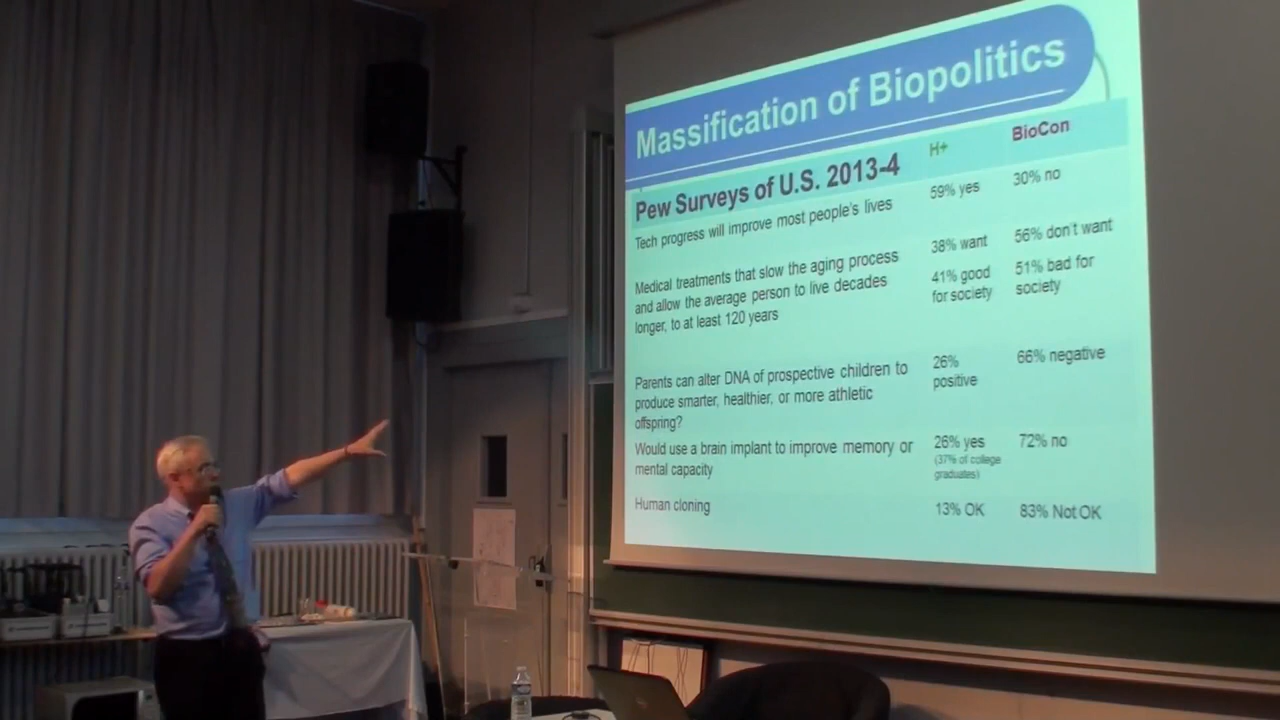 Massification of Biopolitics
Pew Surveys of U.S. 2013-4
H+
BioCon
Tech progress will improve most people's lives
59% yes
30% no
Medical treatments that slow the aging process
and allow the average person to live decades
longer, to at least 120 years
38% want
56% don't want
41% good
for society
51% bad for
society
Parents can alter DNA of prospective children to
produce smarter, healthier, or more athletic
offspring?
26%
positive
66% negative
Would use a brain implant to improve memory or
mental capacity
26% yes
(37% of college
graduates)
72% no
Human cloning
13% OK
83% Not OK